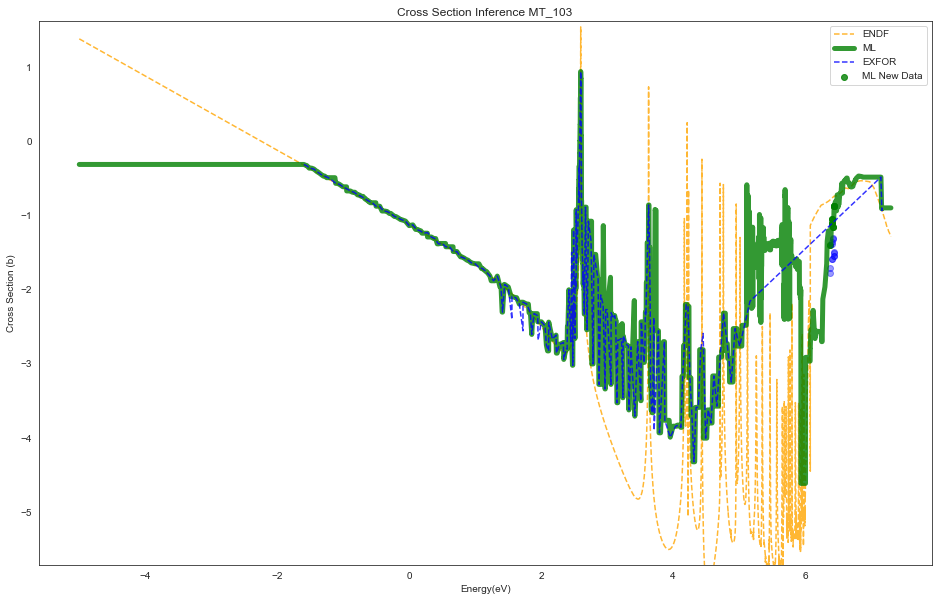 Cross Section Inference MT_103
ENDF
ML
EXFOR
ML New Data
Cross Section (b)
1
0
−1
−2
−3
−4
−5
−4
−2
0
2
4
6
Energy(eV)